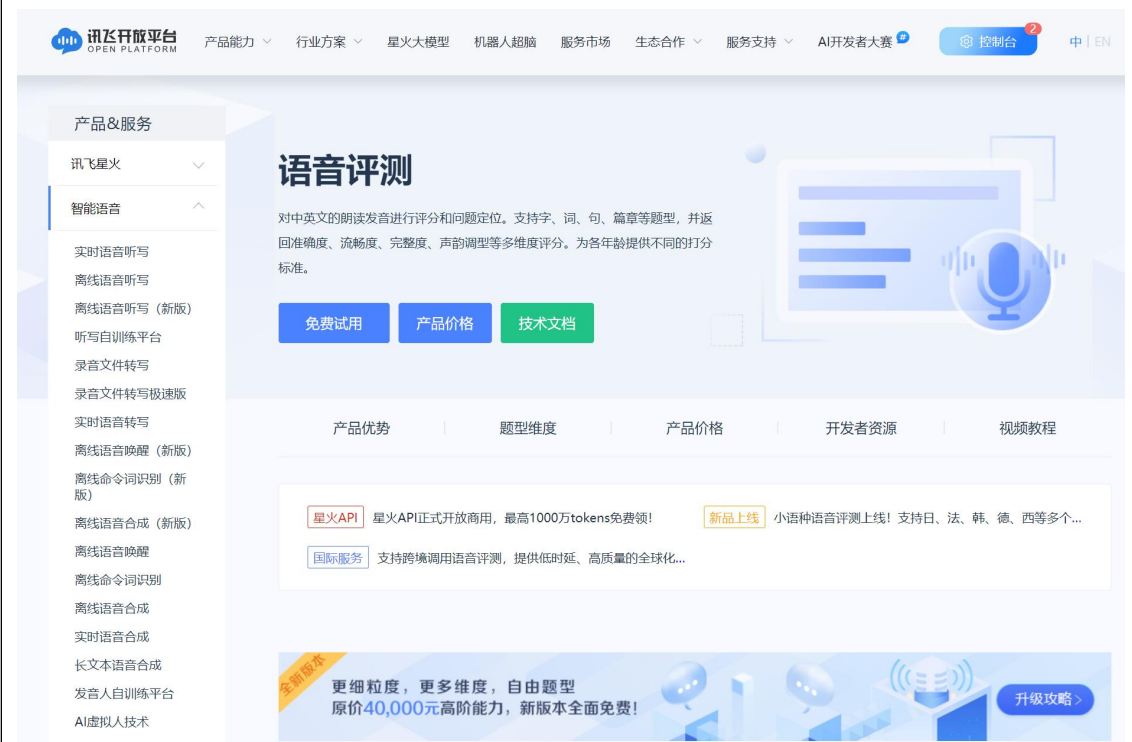 讯飞开放平台
OPEN PLATFORM
产品能力 行业方案 星火大模型 机器人超脑 服务市场 生态合作 服务支持 AI开发者大赛 # 控制台 2 中 | EN
产品&服务
讯飞星火
智能语音
实时语音听写
离线语音听写
离线语音听写（新版）
听写自训练平台
录音文件转写
录音文件转写极速版
实时语音转写
离线语音唤醒（新版）
离线命令词识别（新
版）
离线语音合成（新版）
离线语音唤醒
离线命令词识别
离线语音合成
实时语音合成
长文本语音合成
发音人自训练平台
AI虚拟人技术
语音评测
对中英文的朗读发音进行评分和问题定位。支持字、词、句、篇章等题型，并返
回准确度、流畅度、完整度、声韵调型等多维度评分。为各年龄提供不同的打分
标准。
免费试用 产品价格 技术文档
产品优势 题型维度 产品价格 开发者资源 视频教程
星火API 星火API正式开放商用，最高1000万tokens免费领！ 新品上线 小语种语音评测上线！支持日、法、韩、德、西等多个...
国际服务 支持跨境调用语音评测，提供低时延、高质量的全球化...
全新版本
更细粒度，更多维度，自由题型
原价40,000元高阶能力，新版本全面免费！
升级攻略>